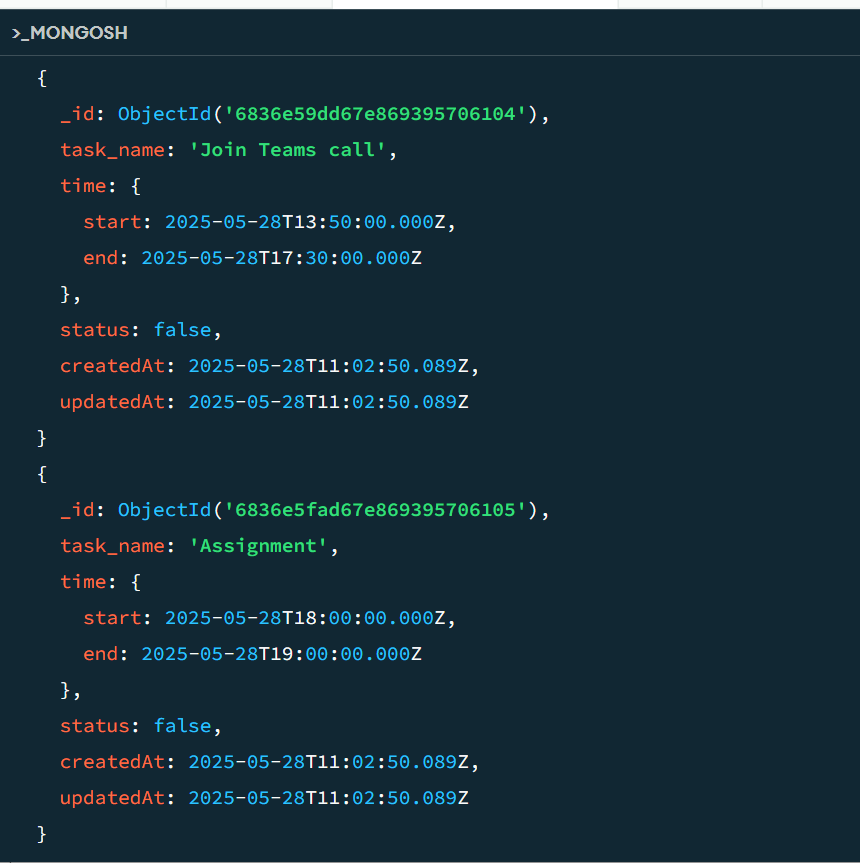 >_MONGOSH
{
_id: ObjectId('6836e59dd67e869395706104'),
task_name: 'Join Teams call',
time: {
start: 2025-05-28T13:50:00.000Z,
end: 2025-05-28T17:30:00.000Z
},
status: false,
createdAt: 2025-05-28T11:02:50.089Z,
updatedAt: 2025-05-28T11:02:50.089Z
}
{
_id: ObjectId('6836e5fad67e869395706105'),
task_name: 'Assignment',
time: {
start: 2025-05-28T18:00:00.000Z,
end: 2025-05-28T19:00:00.000Z
},
status: false,
createdAt: 2025-05-28T11:02:50.089Z,
updatedAt: 2025-05-28T11:02:50.089Z
}